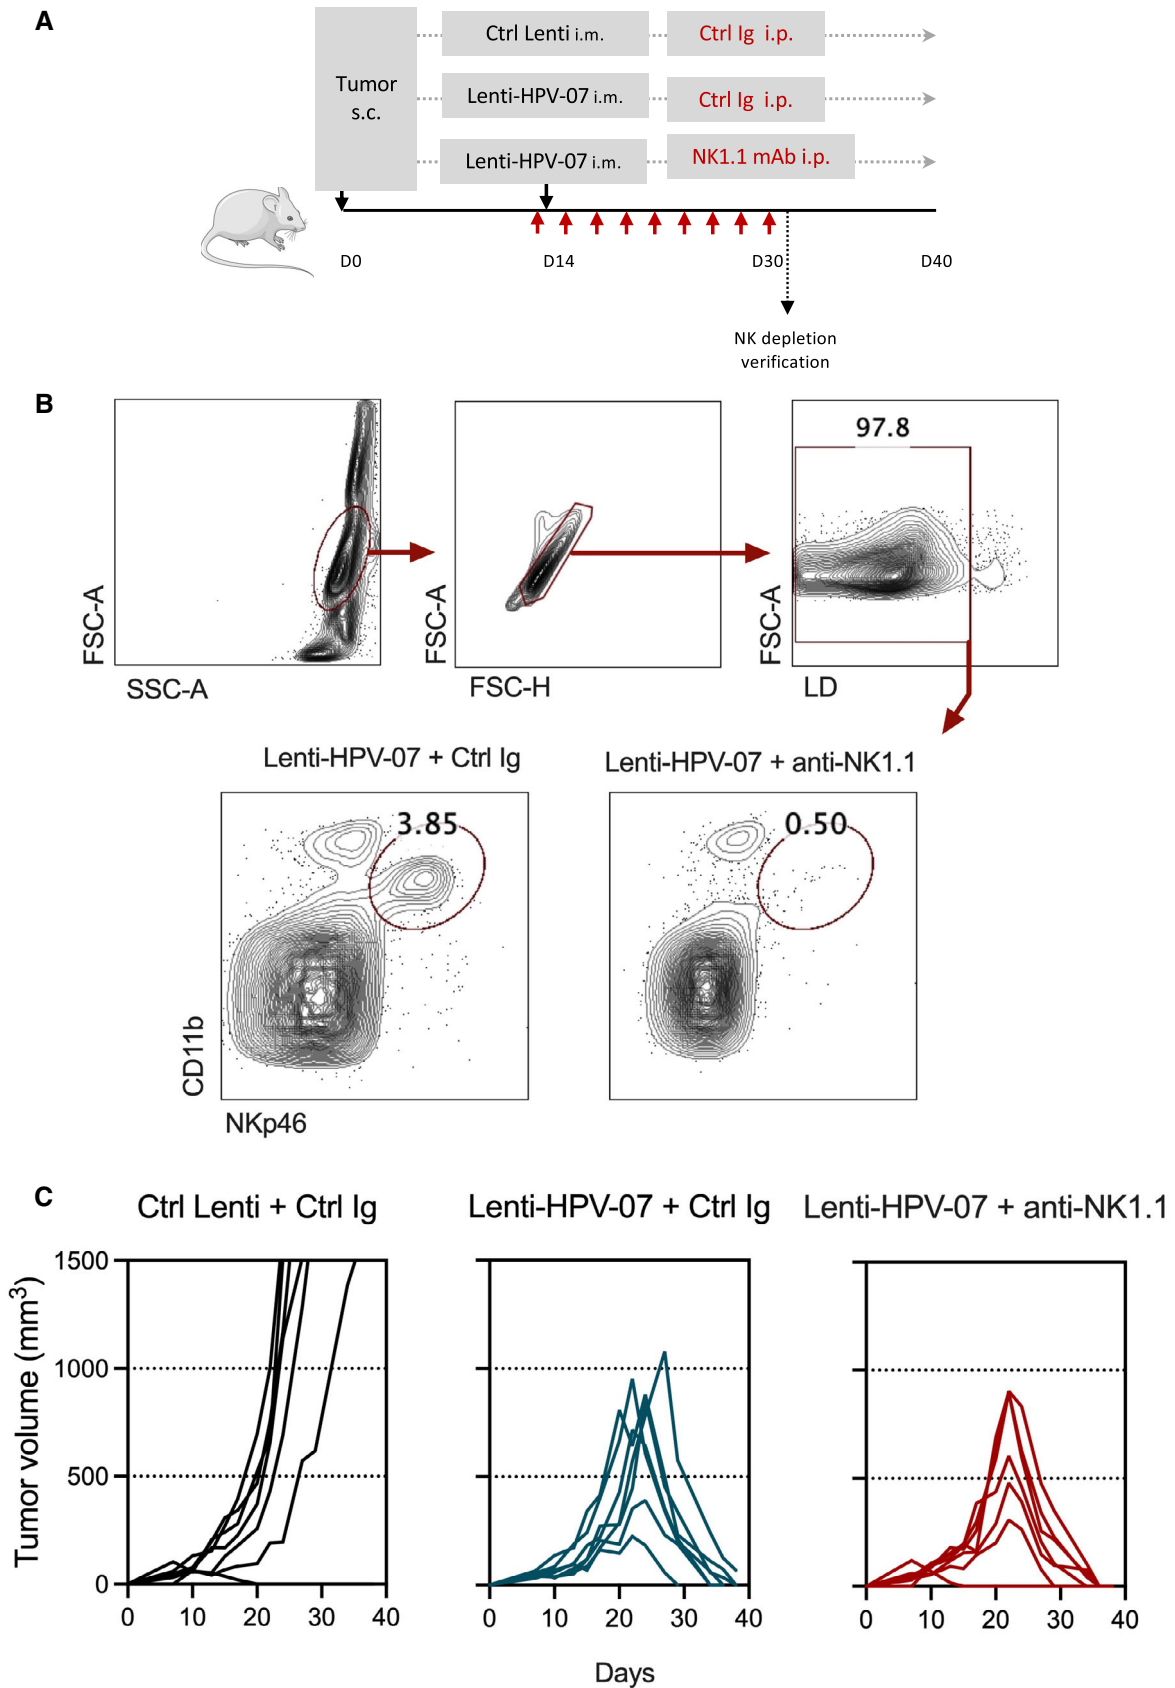 A
Tumor
s.c.
Ctrl Lenti i.m.
Ctrl Ig i.p.
Lenti-HPV-07 i.m.
Ctrl Ig i.p.
Lenti-HPV-07 i.m.
NK1.1 mAb i.p.
D0
D14
D30
D40
NK depletion
verification
B
FSC-A
SSC-A
FSC-A
FSC-H
97.8
FSC-A
LD
Lenti-HPV-07 + Ctrl Ig
Lenti-HPV-07 + anti-NK1.1
3.85
0.50
CD11b
NKp46
C
Ctrl Lenti + Ctrl Ig
Lenti-HPV-07 + Ctrl Ig
Lenti-HPV-07 + anti-NK1.1
Tumor volume (mm³)
1500
1000
500
0
0 10 20 30 40
0 10 20 30 40
0 10 20 30 40
Days